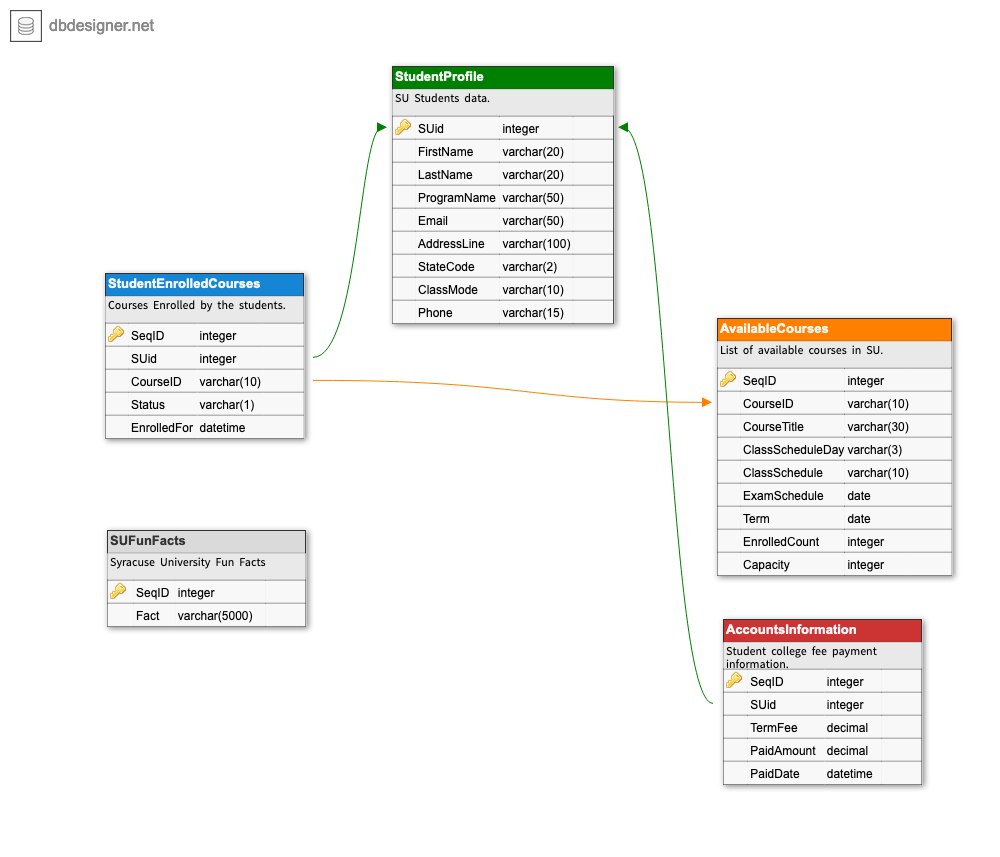 dbdesigner.net
StudentProfile
SU Students data.
SUid integer
FirstName varchar(20)
LastName varchar(20)
ProgramName varchar(50)
Email varchar(50)
AddressLine varchar(100)
StateCode varchar(2)
ClassMode varchar(10)
Phone varchar(15)
StudentEnrolledCourses
Courses Enrolled by the students.
SeqID integer
SUid integer
CourseID varchar(10)
Status varchar(1)
EnrolledFor datetime
AvailableCourses
List of available courses in SU.
SeqID integer
CourseID varchar(10)
CourseTitle varchar(30)
ClassScheduleDay varchar(3)
ClassSchedule varchar(10)
ExamSchedule date
Term date
EnrolledCount integer
Capacity integer
SUFunFacts
Syracuse University Fun Facts
SeqID integer
Fact varchar(5000)
AccountsInformation
Student college fee payment
information.
SeqID integer
SUid integer
TermFee decimal
PaidAmount decimal
PaidDate datetime